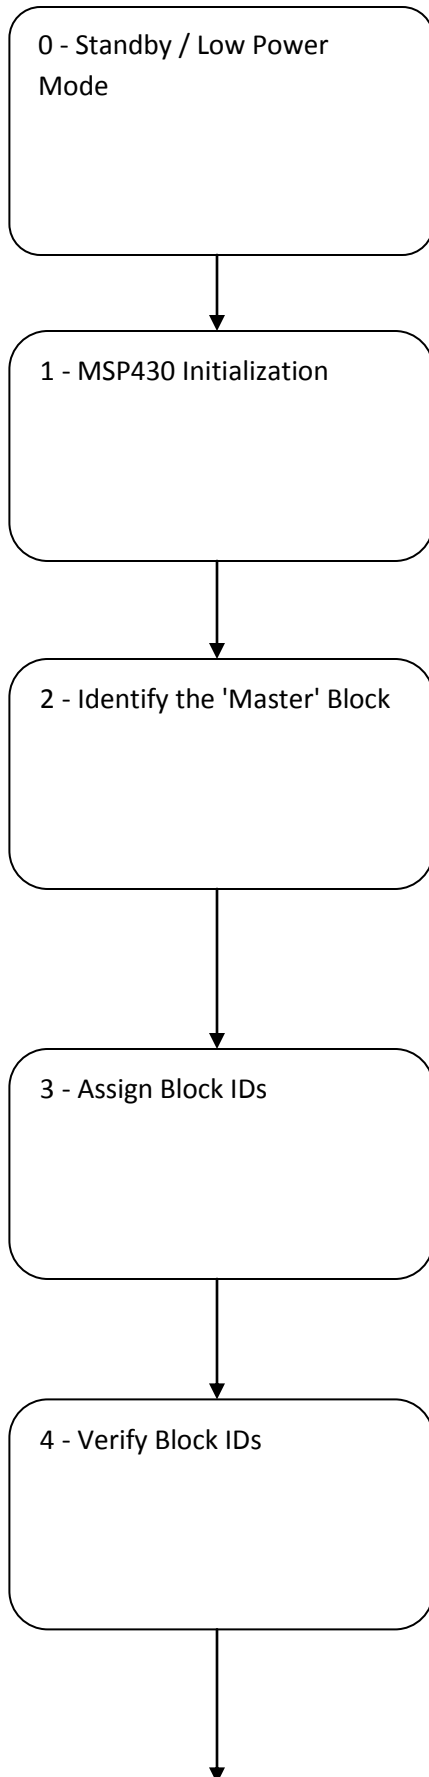 0 - Standby / Low Power
Mode
1 - MSP430 Initialization
2 - Identify the 'Master' Block
3 - Assign Block IDs
4 - Verify Block IDs